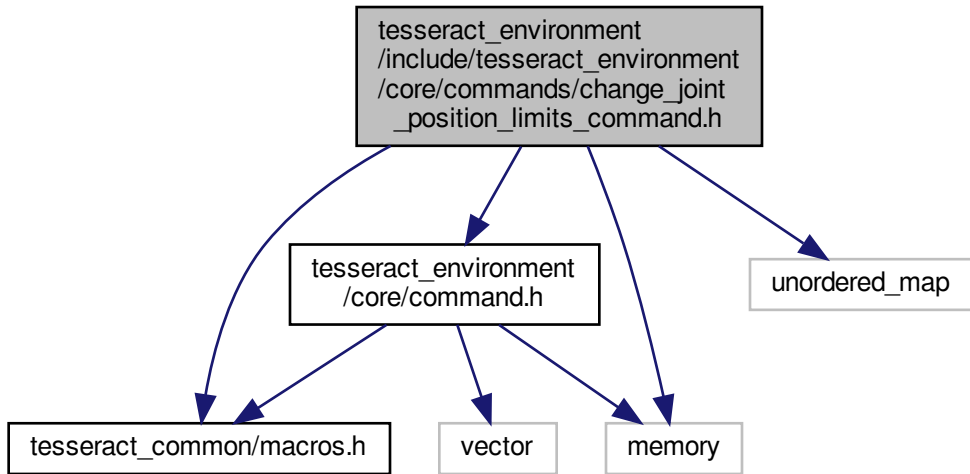 tesseract_environment
/include/tesseract_environment
/core/commands/change_joint
_position_limits_command.h
tesseract_environment
/core/command.h
unordered_map
tesseract_common/macros.h
vector
memory